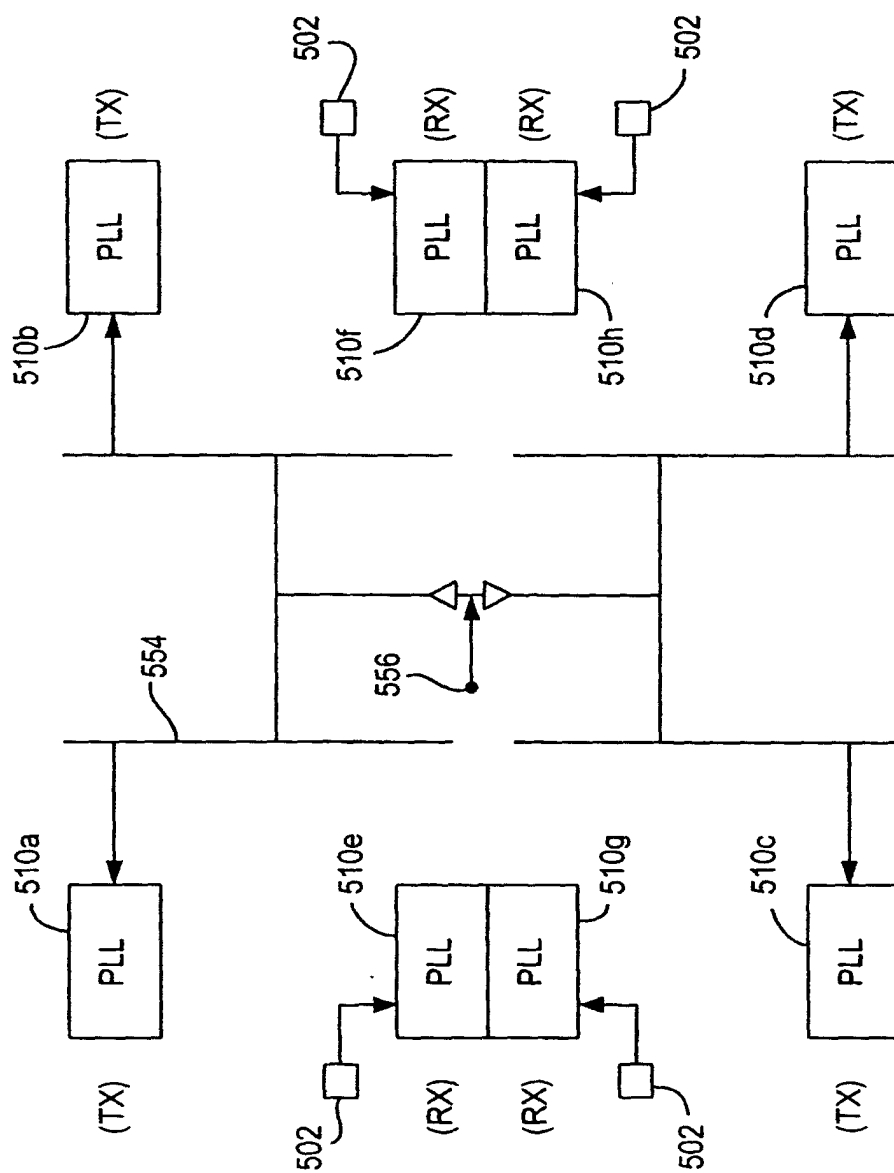 510a
510b
(TX)
PLL
PLL
(TX)
554
502
502
510e
510f
556
(RX)
PLL
PLL
(RX)
(RX)
PLL
PLL
(RX)
510g
510h
502
502
510c
510d
(TX)
PLL
PLL
(TX)